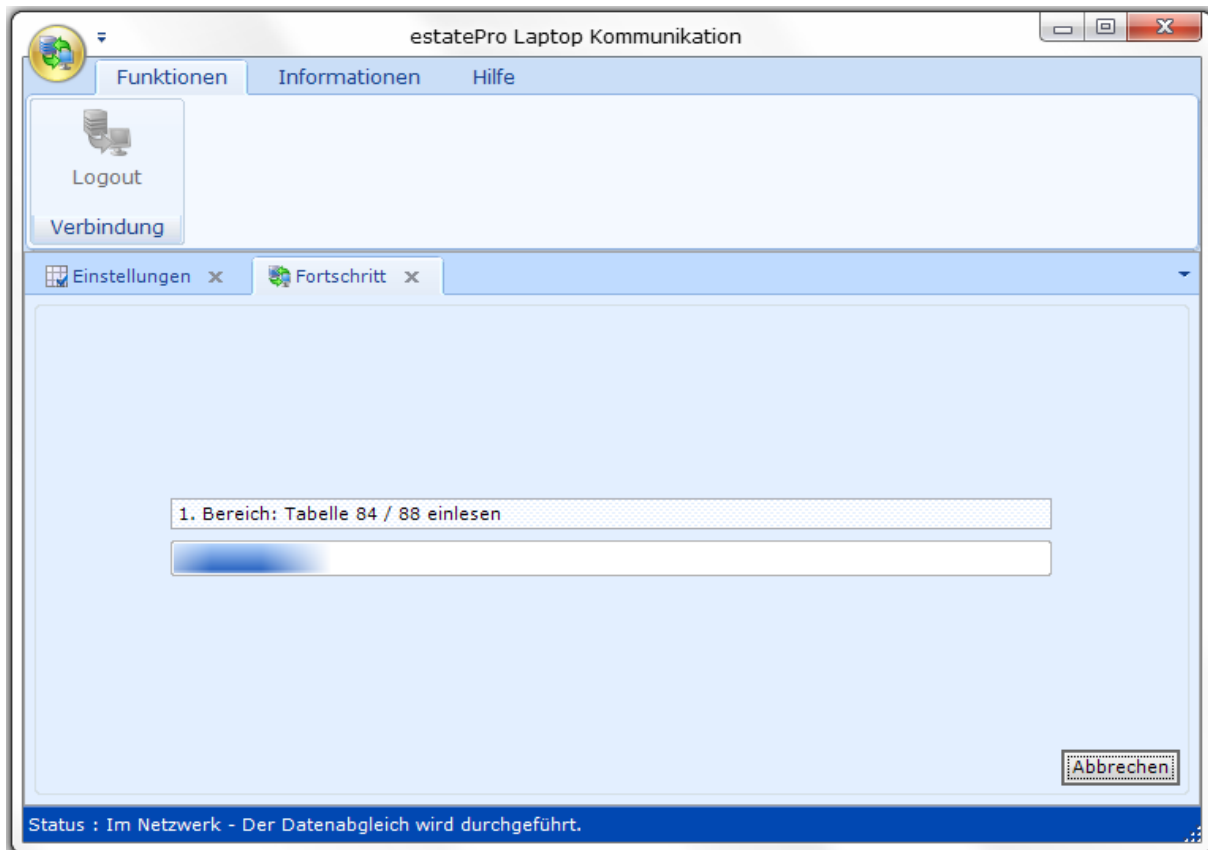 estatePro Laptop Kommunikation
Funktionen Informationen Hilfe
Logout
Verbindung
Einstellungen Fortschritt
1. Bereich: Tabelle 84 / 88 einlesen
Abbrechen
Status : Im Netzwerk - Der Datenabgleich wird durchgeführt.